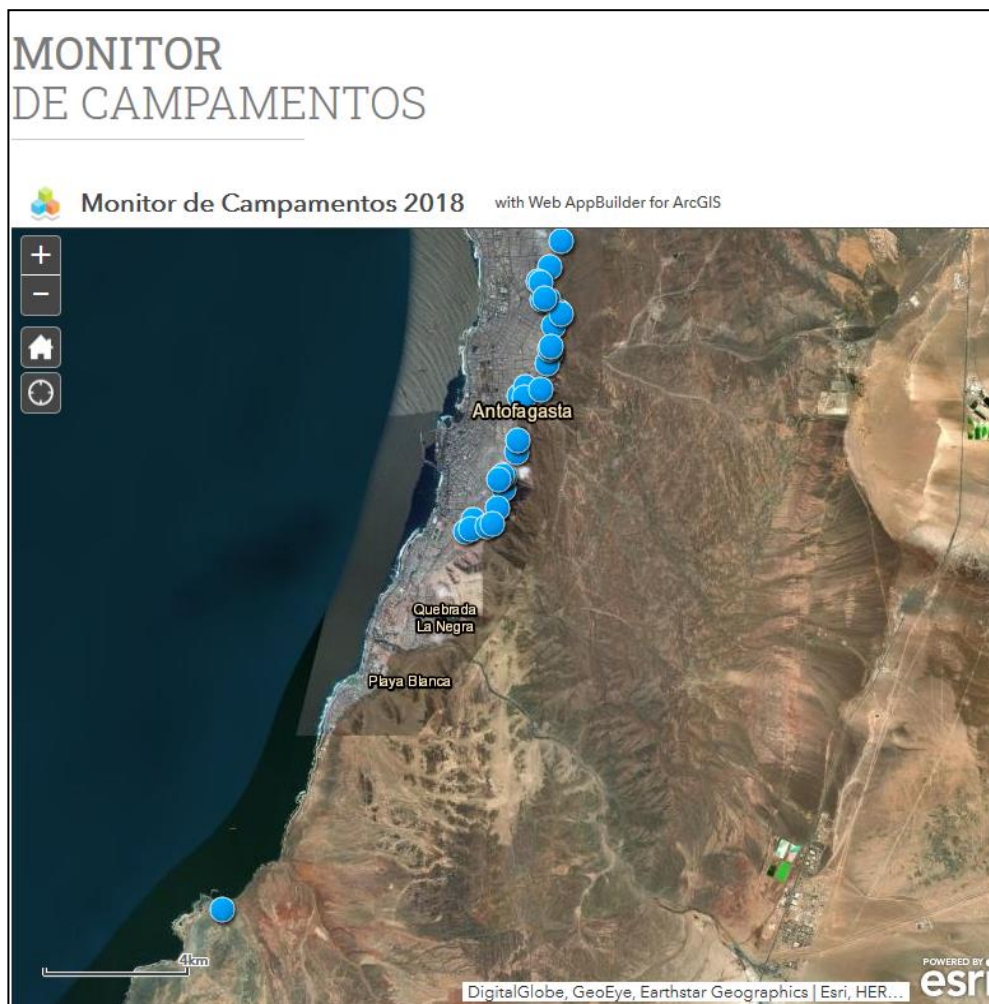 MONITOR
DE CAMPAMENTOS
Monitor de Campamentos 2018 with Web AppBuilder for ArcGIS
+
−
Antofagasta
Quebrada
La Negra
Playa Blanca
4km
POWERED BY
esri
DigitalGlobe, GeoEye, Earthstar Geographics | Esri, HER...